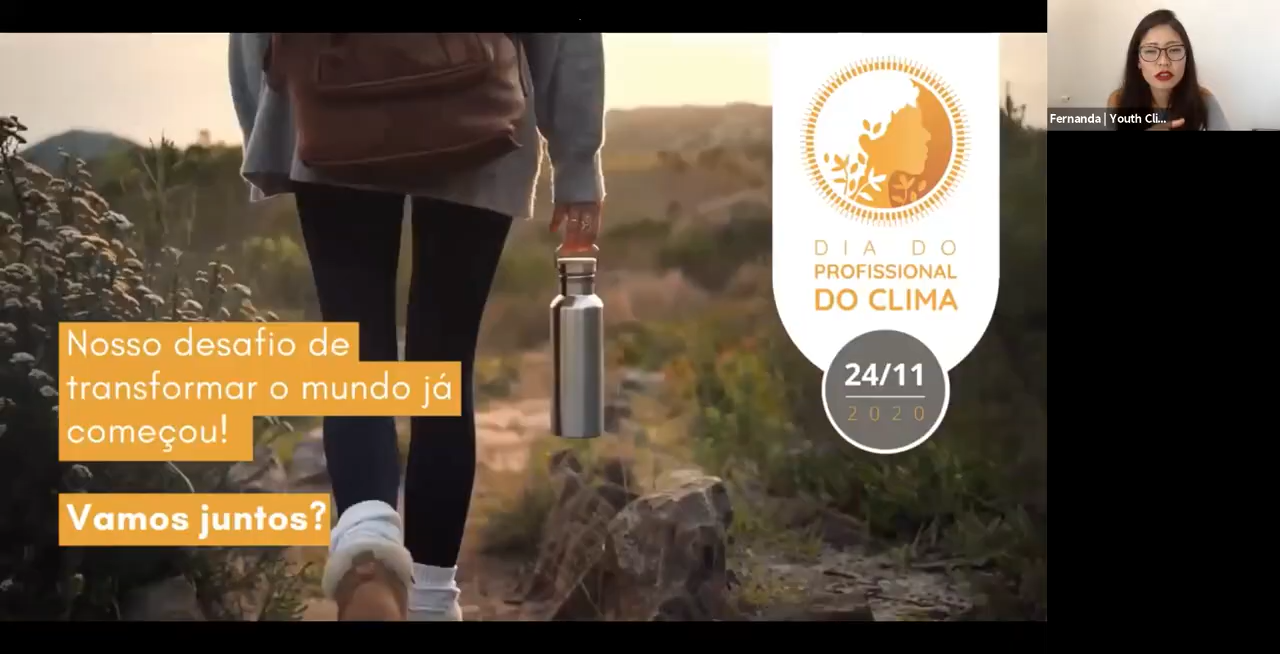 Nosso desafio de
transformar o mundo já
começou!
Vamos juntos?
DIA DO
PROFISSIONAL
DO CLIMA
24/11
2020
Fernanda | Youth Cli...